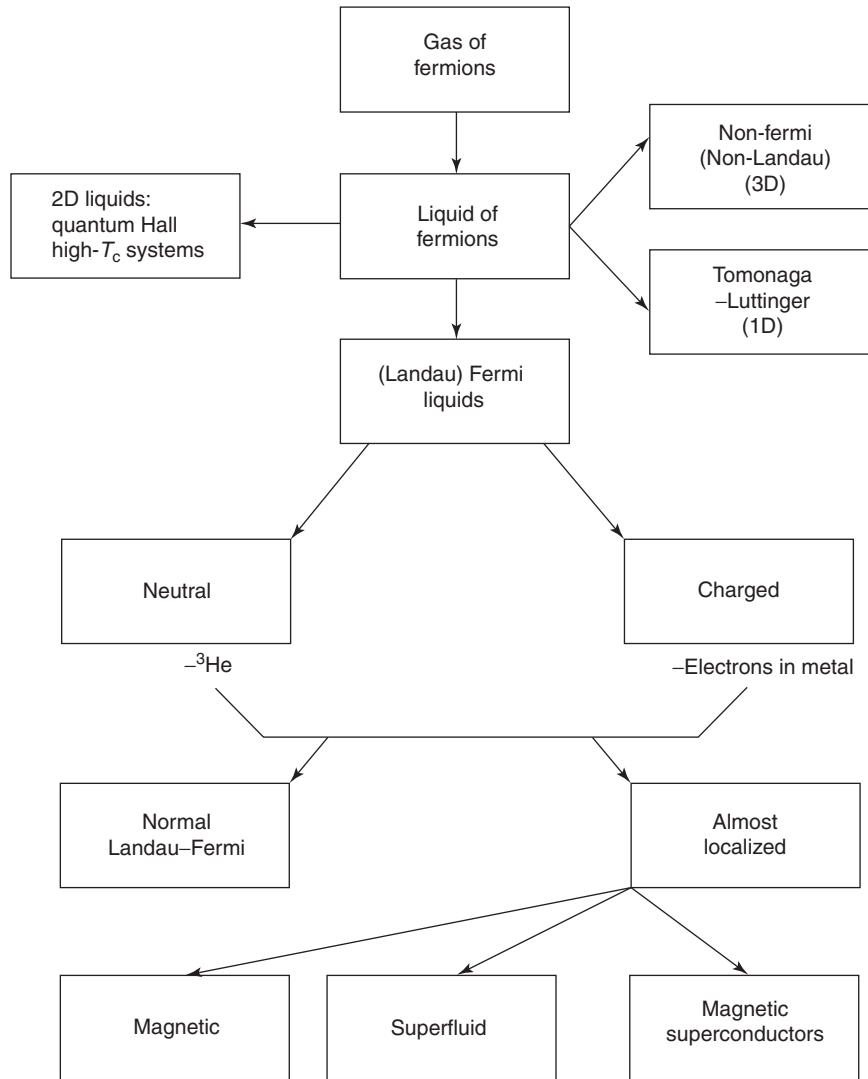 Gas of
fermions
Non-fermi
(Non-Landau)
(3D)
2D liquids:
quantum Hall
high-Tc systems
Liquid of
fermions
Tomonaga
–Luttinger
(1D)
(Landau) Fermi
liquids
Neutral
Charged
–³He
–Electrons in metal
Normal
Landau–Fermi
Almost
localized
Magnetic
Superfluid
Magnetic
superconductors